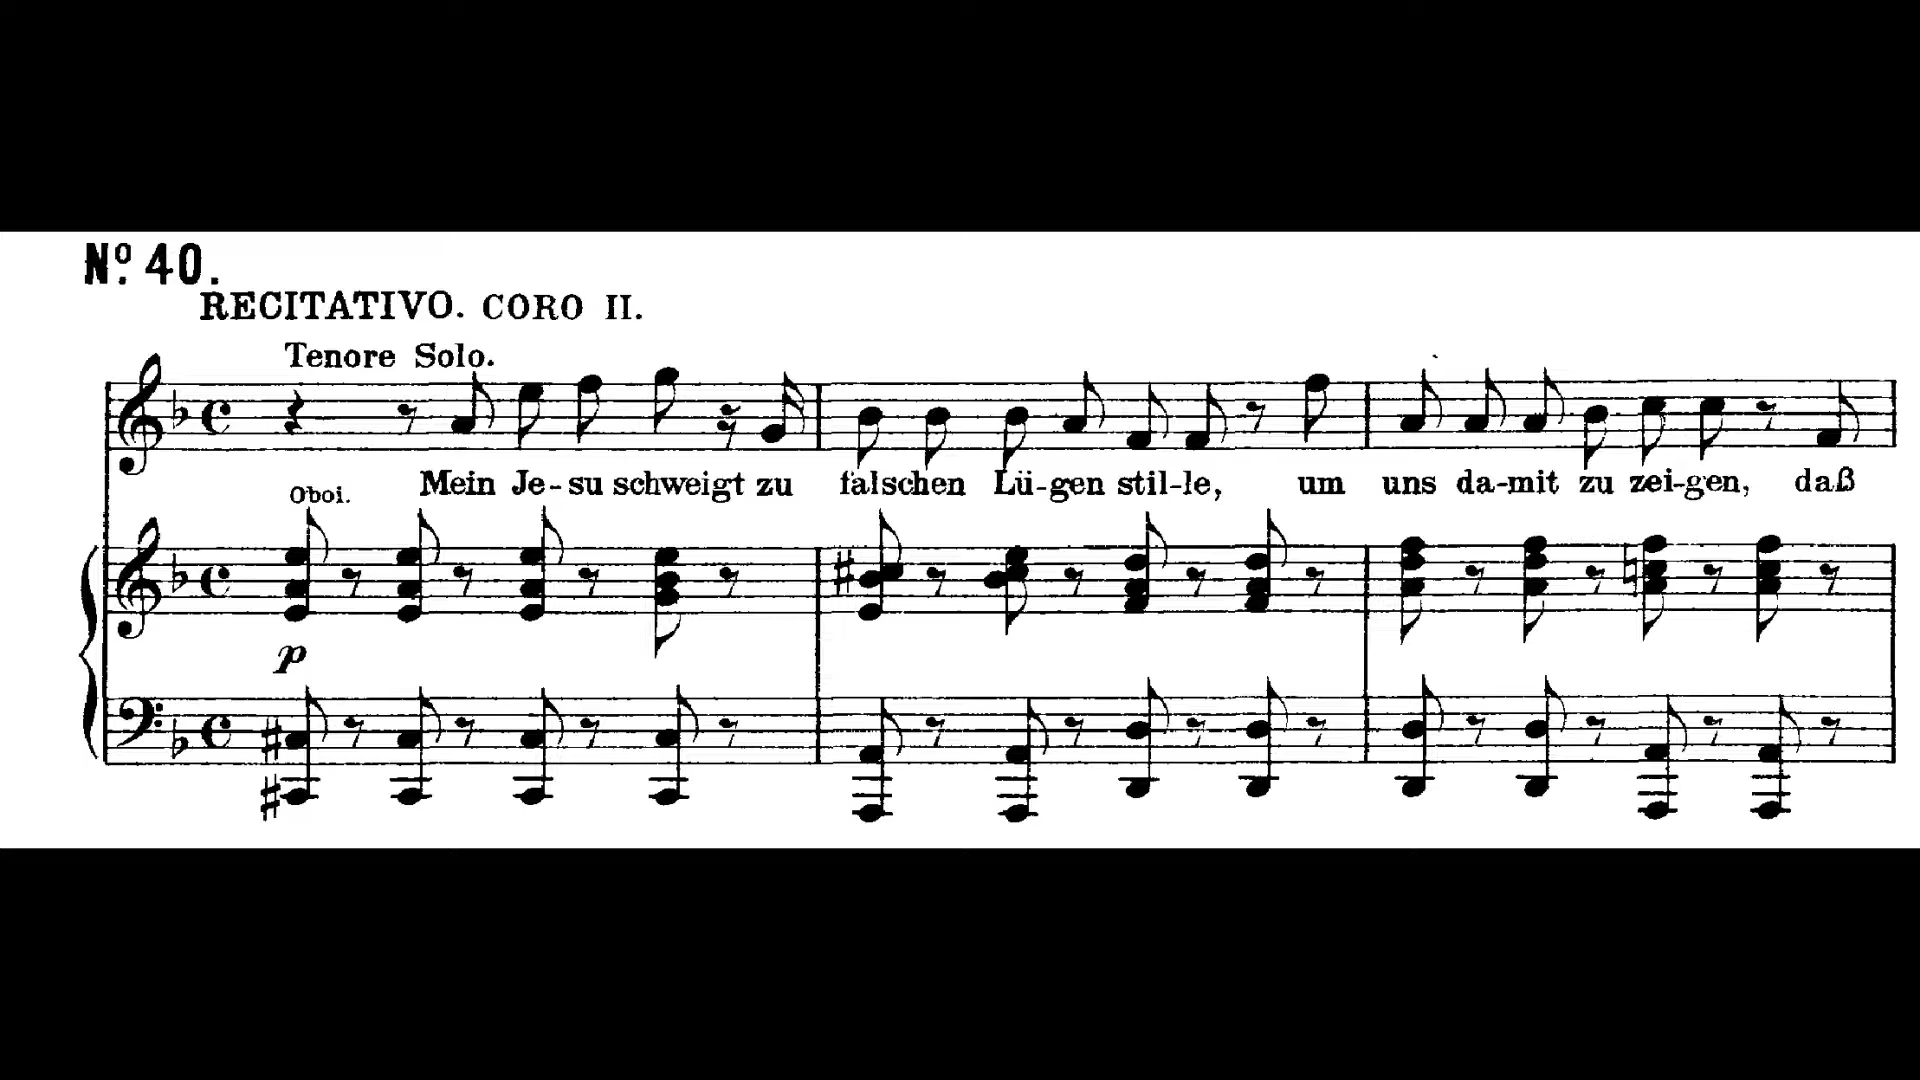 Nº 40.
RECITATIVO. CORO II.
Tenore Solo.
Mein Je-su schweigt zu falschen Lü-gen stil-le, um uns da-mit zu zei-gen, daß
Oboi.
p